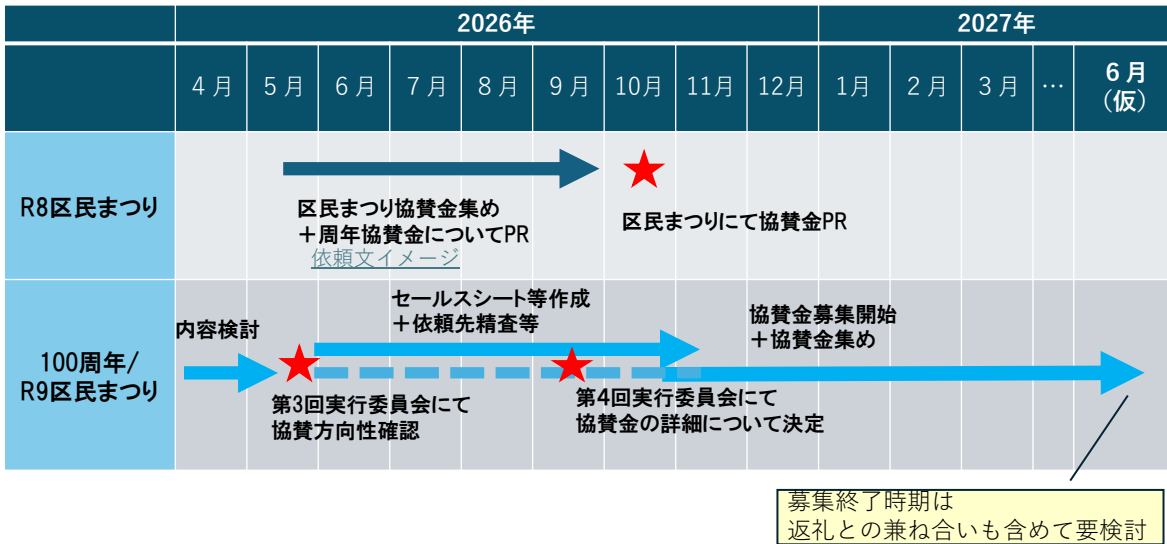 2026年 2027年
4月 5月 6月 7月 8月 9月 10月 11月 12月 1月 2月 3月 … 6月
(仮)
R8区民まつり
区民まつり協賛金集め
＋周年協賛金についてPR
依頼文イメージ
区民まつりにて協賛金PR
100周年/
R9区民まつり
内容検討
セールスシート等作成
＋依頼先精査等
協賛金募集開始
＋協賛金集め
第3回実行委員会にて
協賛方向性確認
第4回実行委員会にて
協賛金の詳細について決定
募集終了時期は
返礼との兼ね合いも含めて要検討